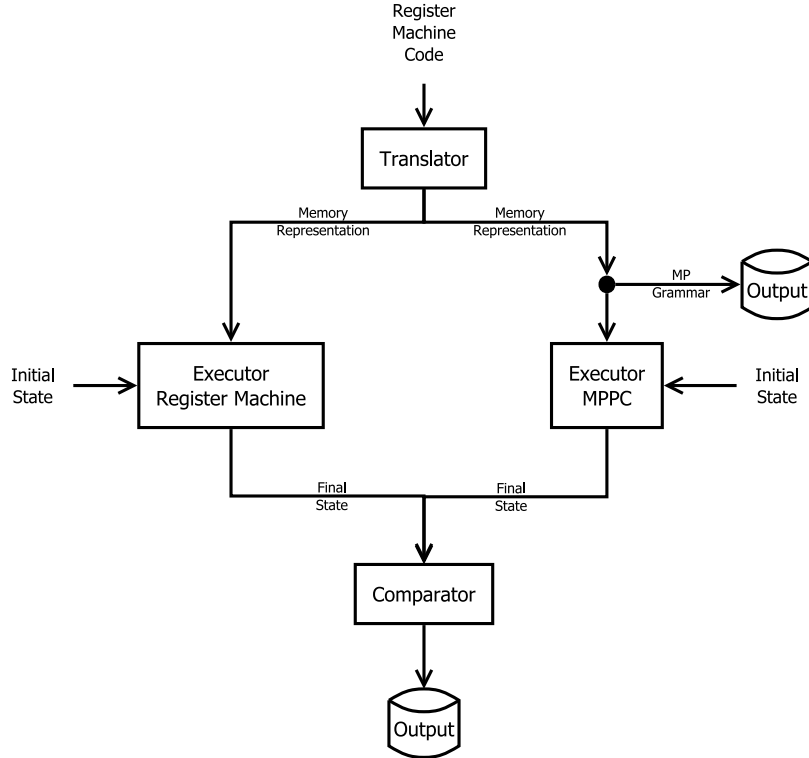 Register
Machine
Code
Translator
Memory
Representation
Memory
Representation
MP
Grammar
Output
Initial
State
Executor
Register Machine
Executor
MPPC
Initial
State
Final
State
Final
State
Comparator
Output